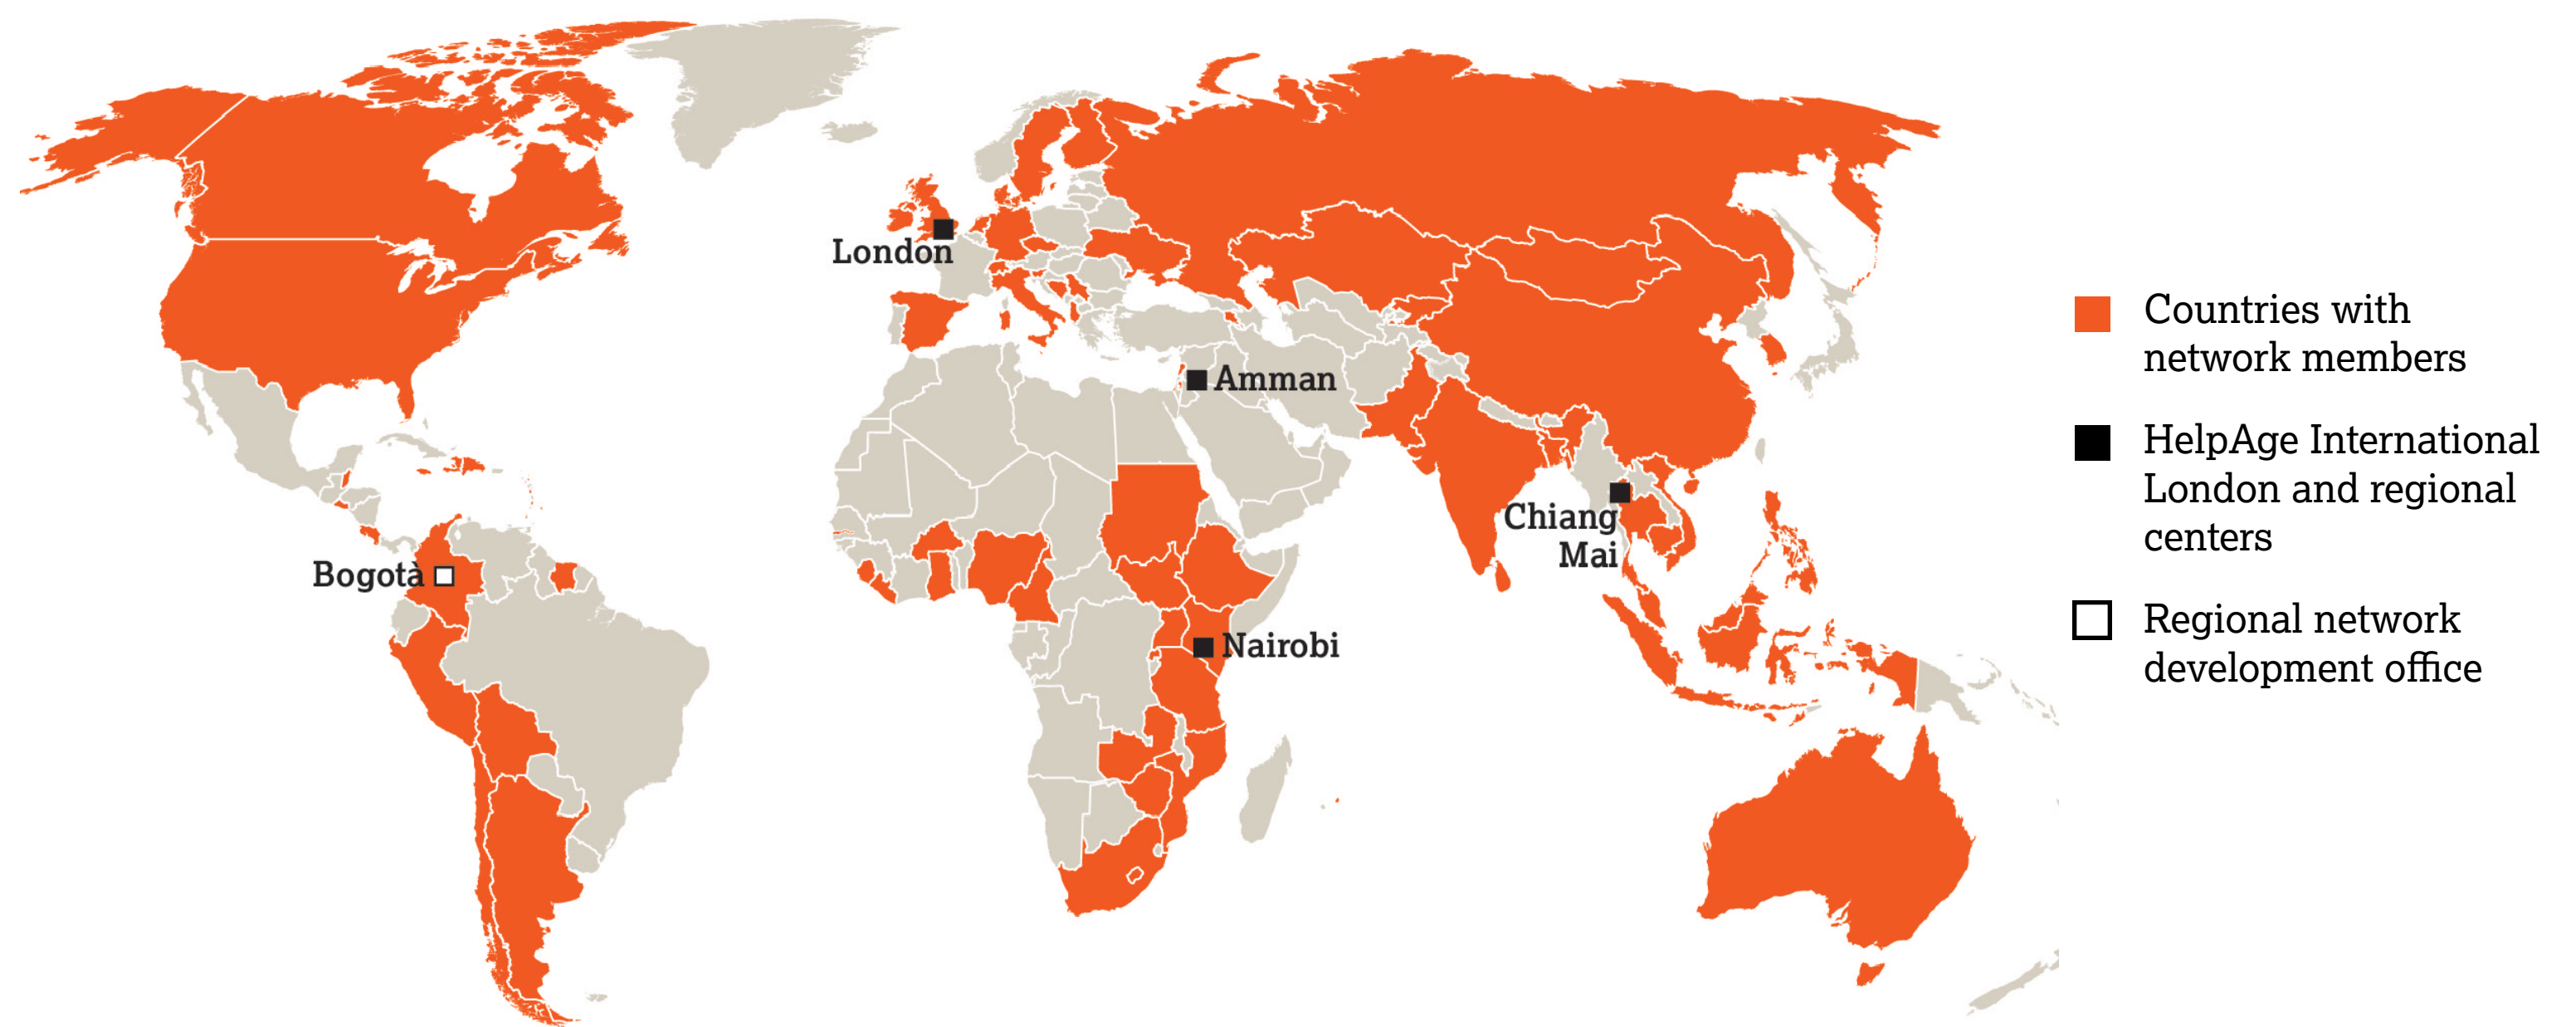 London
Amman
Chiang
Mai
Bogotà
Nairobi
Countries with
network members
HelpAge International
London and regional
centers
Regional network
development office